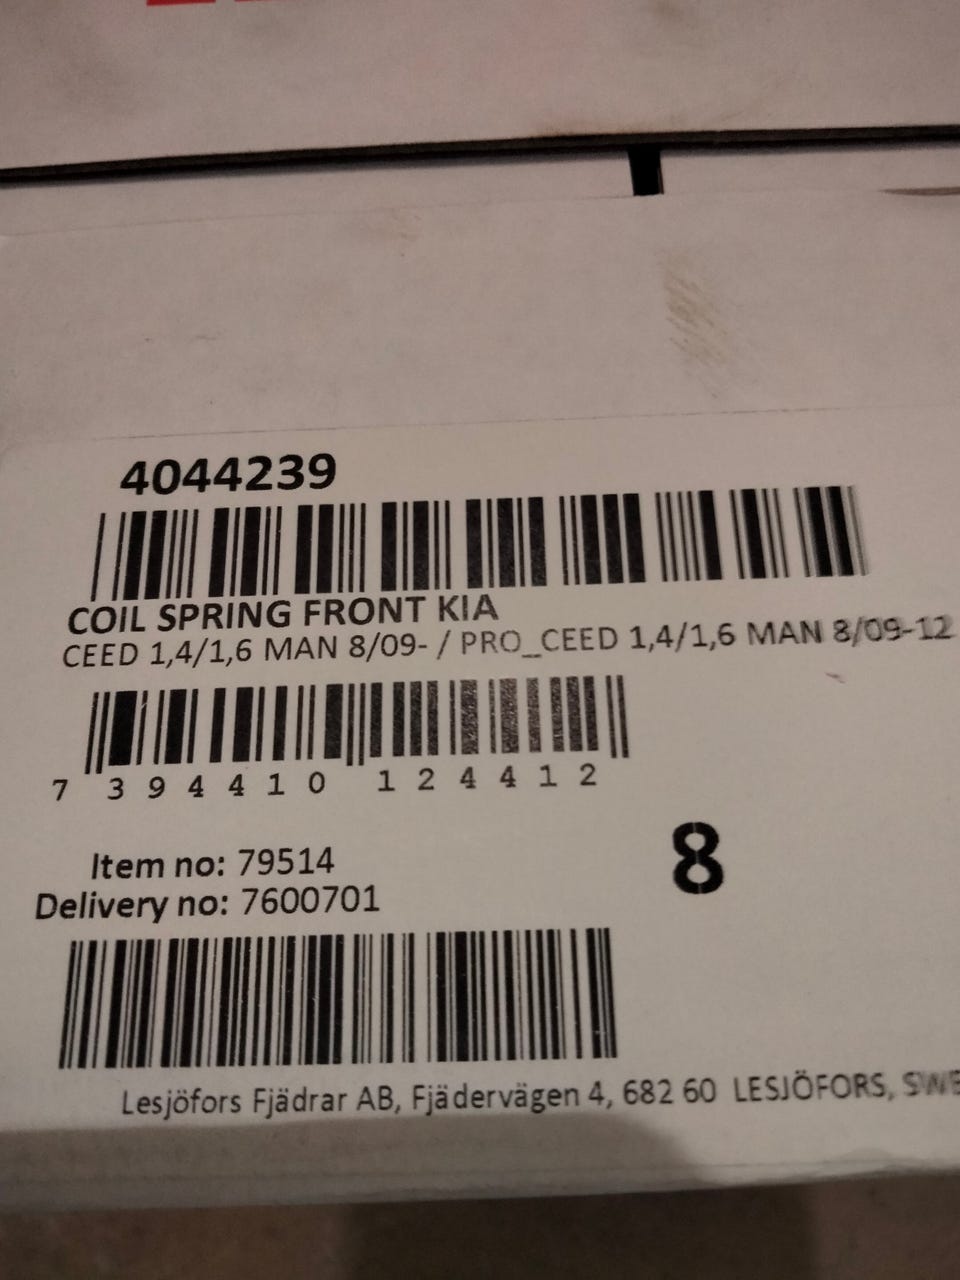 4044239
COIL SPRING FRONT KIA
CEED 1,4/1,6 MAN 8/09- / PRO_CEED 1,4/1,6 MAN 8/09-12
7 394410 124412
Item no: 79514
8
Delivery no: 7600701
Lesjöfors Fjädrar AB, Fjädervägen 4, 682 60 LESJÖFORS, SWE